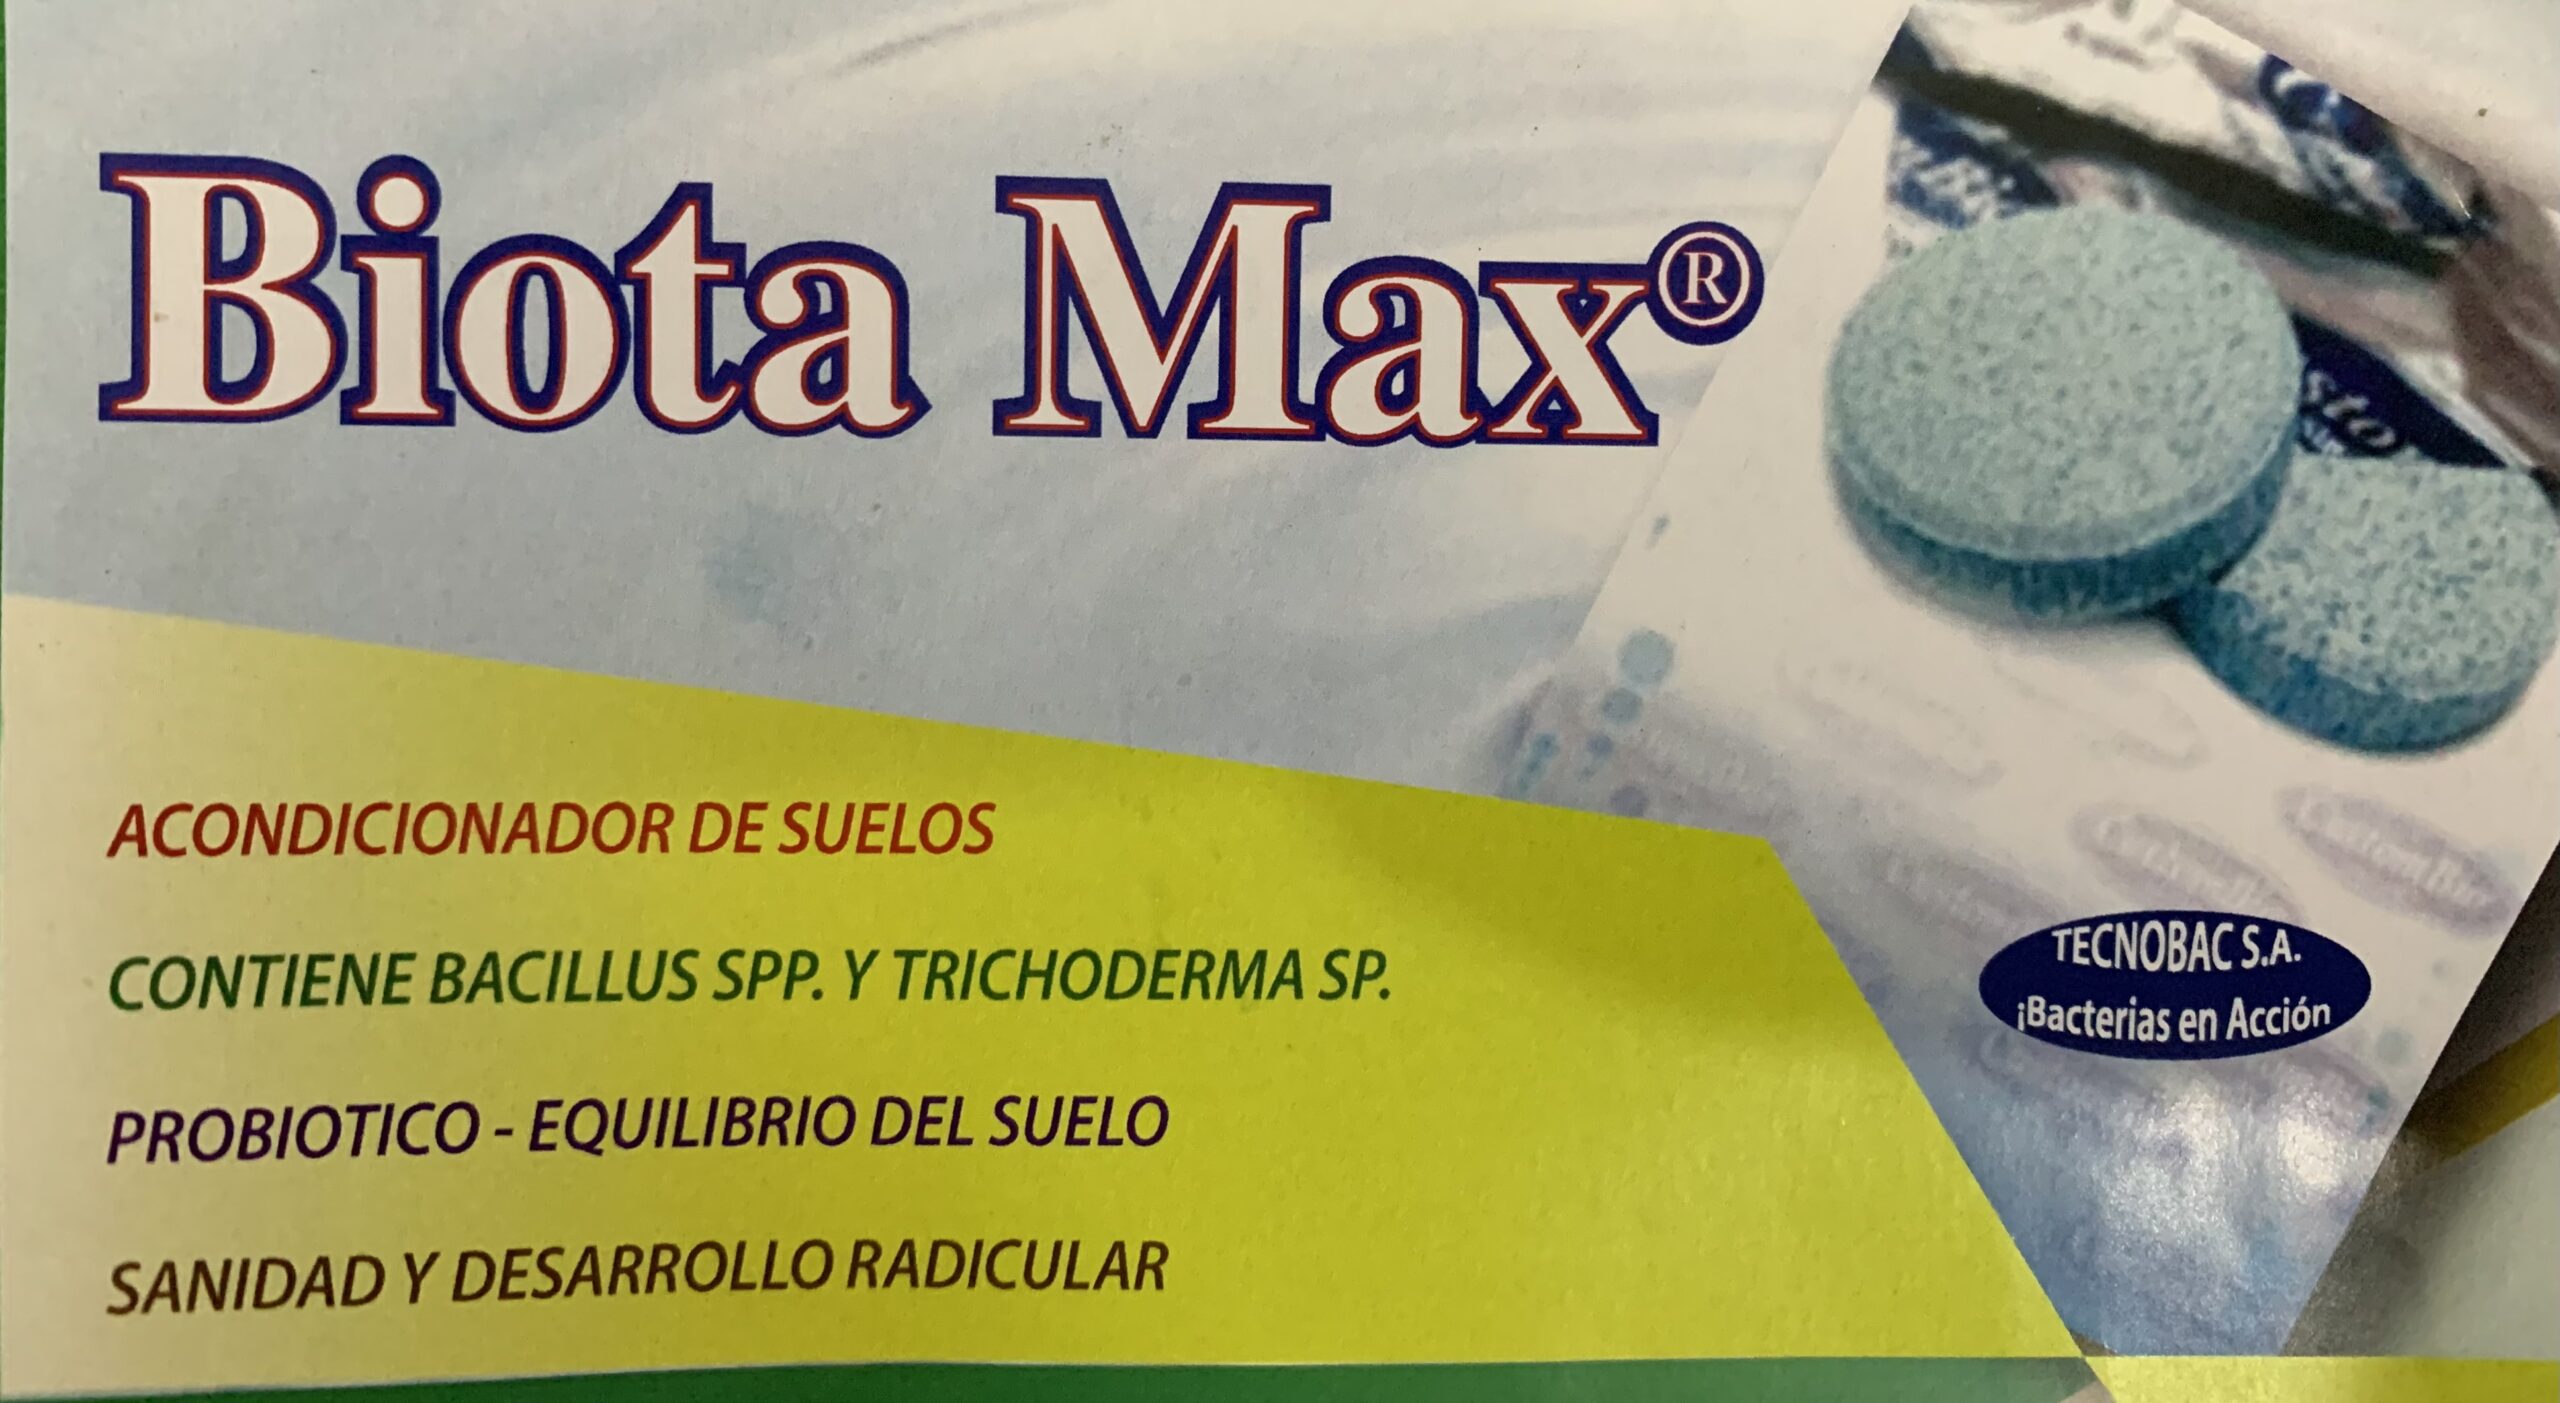 Biota Max®
ACONDICIONADOR DE SUELOS
CONTIENE BACILLUS SPP. Y TRICHODERMA SP.
PROBIOTICO - EQUILIBRIO DEL SUELO
SANIDAD Y DESARROLLO RADICULAR
TECNOBAC S.A.
¡Bacterias en Acción